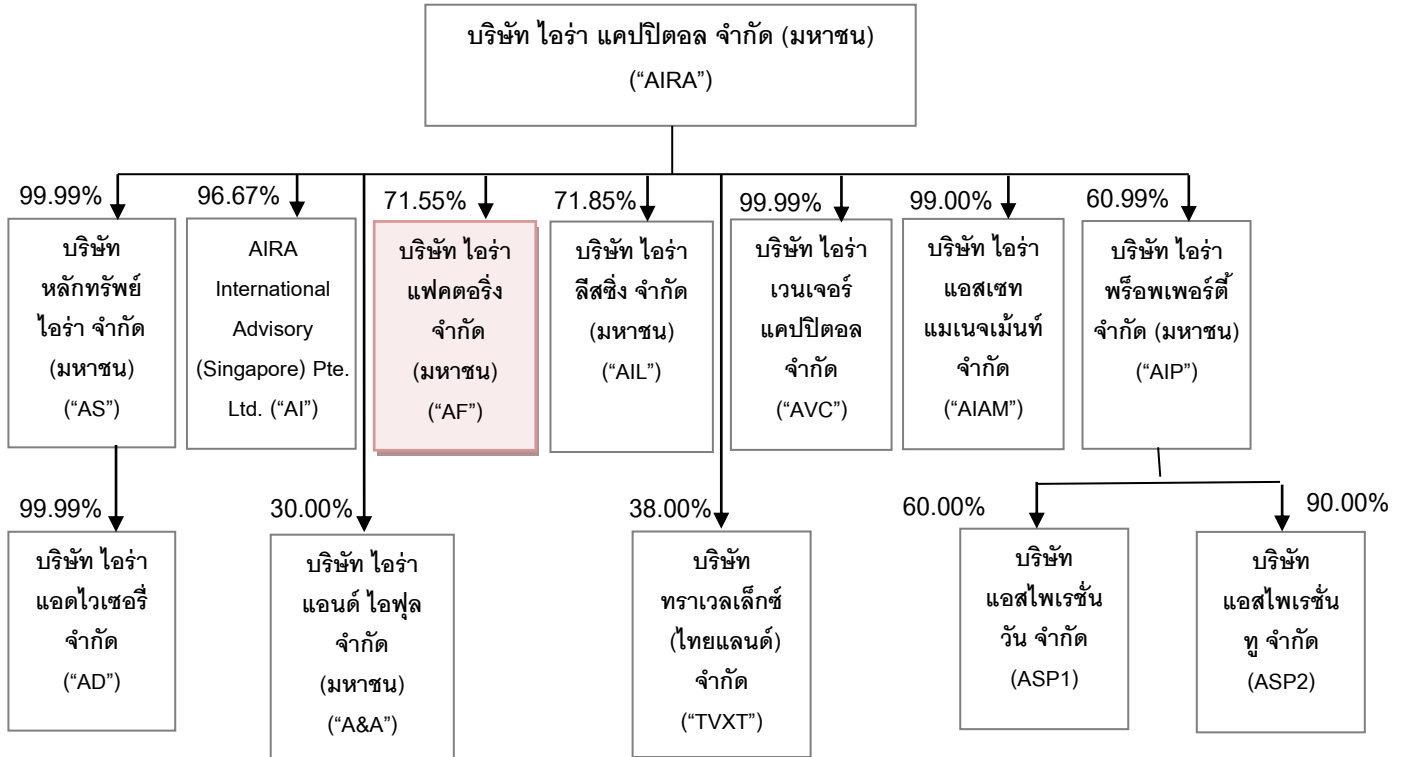 บริษัท ไอร่า แคปปิตอล จำกัด (มหาชน)
(“AIRA”)
99.99%
บริษัท
หลักทรัพย์
ไอร่า จำกัด
(มหาชน)
(“AS”)
96.67%
AIRA
International
Advisory
(Singapore) Pte.
Ltd. (“AI”)
71.55%
บริษัท ไอร่า
แฟคตอริ่ง
จำกัด
(มหาชน)
(“AF”)
71.85%
บริษัท ไอร่า
ลีสซิ่ง จำกัด
(มหาชน)
(“AIL”)
99.99%
บริษัท ไอร่า
เวนเจอร์
แคปปิตอล
จำกัด
(“AVC”)
99.00%
บริษัท ไอร่า
แอสเซท
แมเนจเม้นท์
จำกัด
(“AIAM”)
60.99%
บริษัท ไอร่า
พร็อพเพอร์ตี้
จำกัด (มหาชน)
(“AIP”)
99.99%
บริษัท ไอร่า
แอดไวเซอรี่
จำกัด
(“AD”)
30.00%
บริษัท ไอร่า
แอนด์ ไอฟุล
จำกัด
(มหาชน)
(“A&A”)
38.00%
บริษัท
ทราเวลเล็กซ์
(ไทยแลนด์)
จำกัด
(“TVXT”)
60.00%
บริษัท
แอสไพเรชั่น
วัน จำกัด
(ASP1)
90.00%
บริษัท
แอสไพเรชั่น
ทู จำกัด
(ASP2)